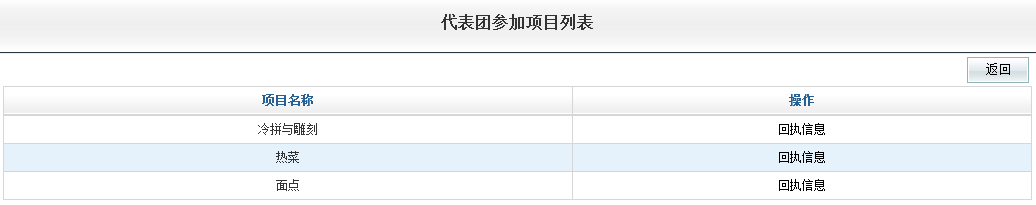 代表团参加项目列表
返回
项目名称 操作
冷拼与雕刻 回执信息
热菜 回执信息
面点 回执信息